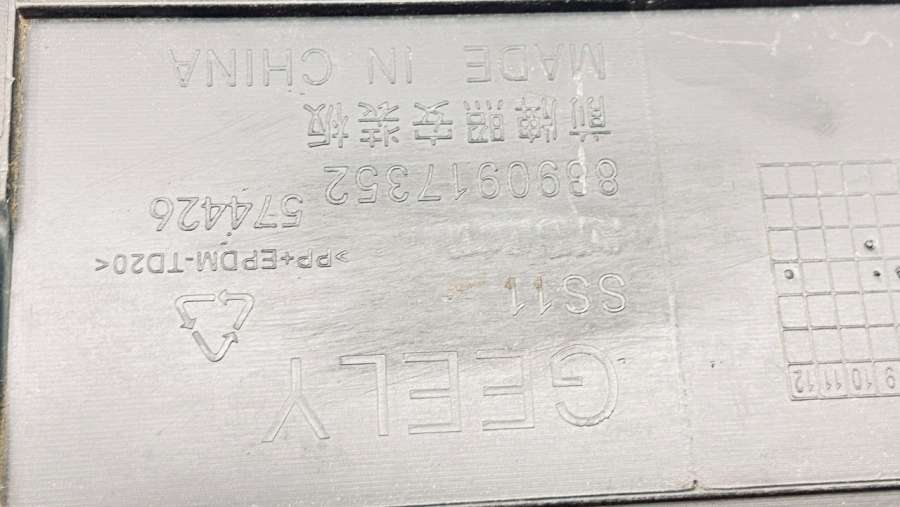 9 10 11 12
GEELY
SS11
>PP+EPDM-TD20<
8890917352 574426
前牌照安装板
MADE IN CHINA